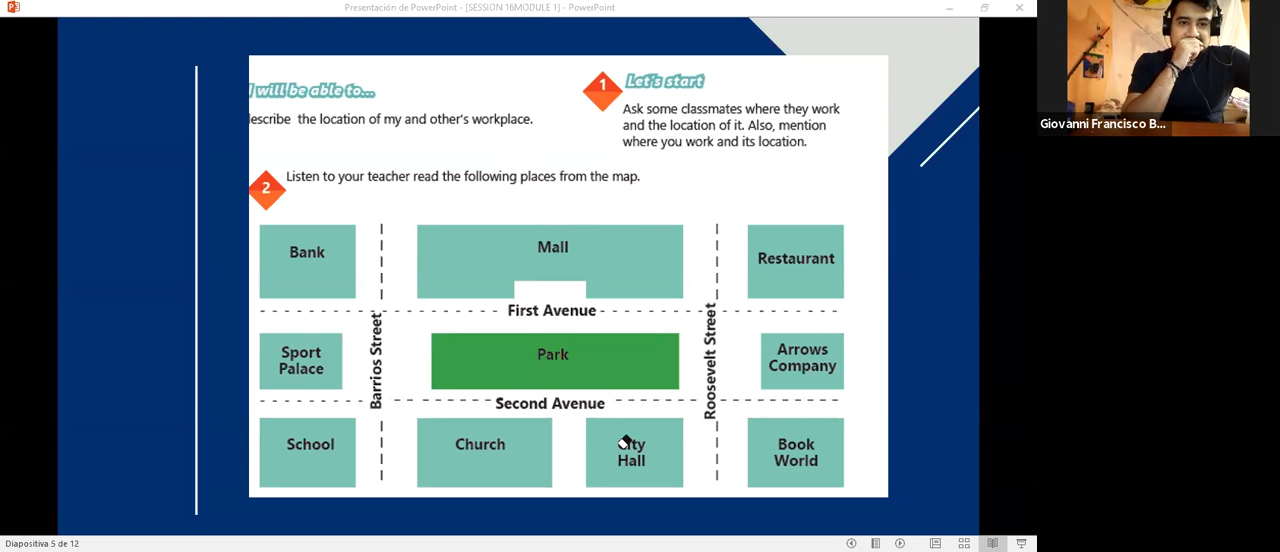 Presentación de PowerPoint - [SESSION 16MODULE 1] - PowerPoint
I will be able to...
describe the location of my and other's workplace.
1
Let's start
Ask some classmates where they work
and the location of it. Also, mention
where you work and its location.
2
Listen to your teacher read the following places from the map.
Bank
Mall
Restaurant
First Avenue
Barrios Street
Roosevelt Street
Sport
Palace
Park
Arrows
Company
Second Avenue
School
Church
City
Hall
Book
World
Giovanni Francisco B...
Diapositiva 5 de 12